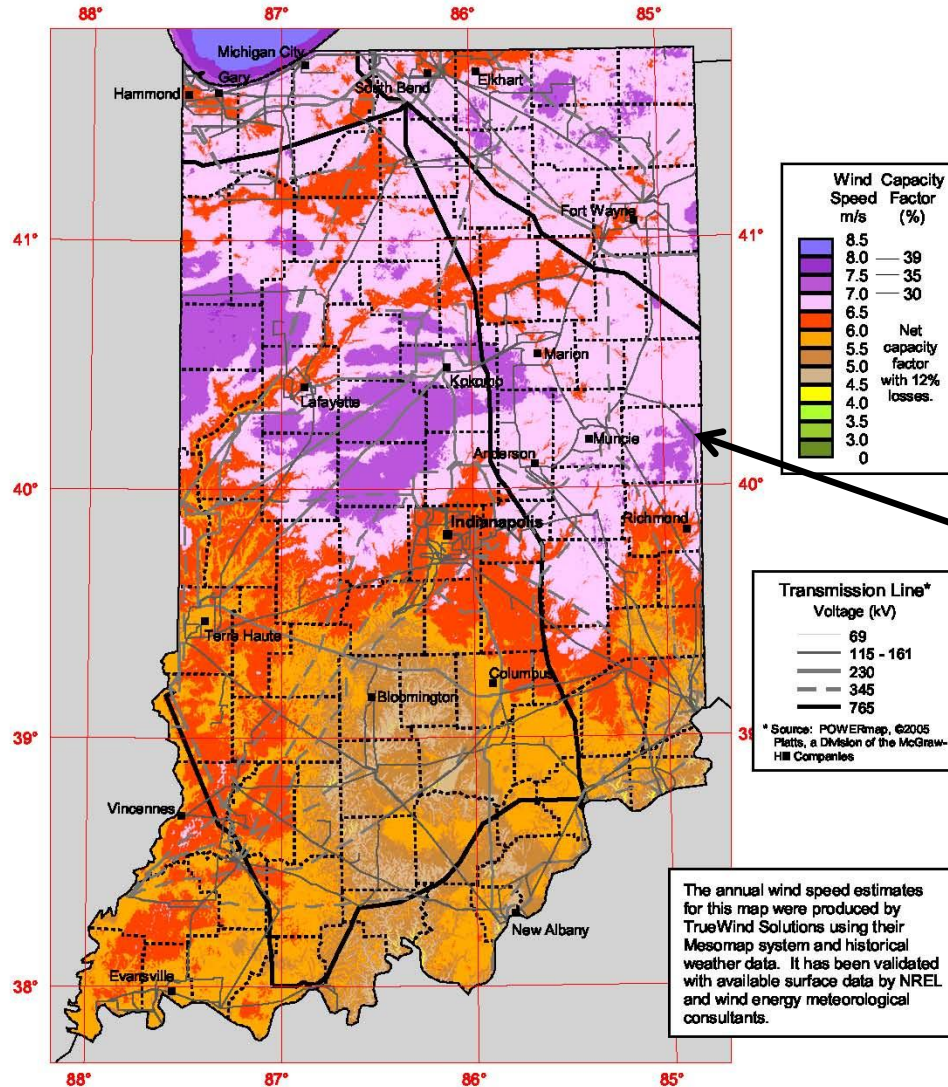 88° 87° 86° 85°
Michigan City
Gary
Hammond
South Bend
Elkhart
Fort Wayne
41° 41°
Marion
Kokomo
Lafayette
Muncie
Anderson
40° 40°
Indianapolis
Richmond
Terre Haute
Columbus
Bloomington
39° 39
Vincennes
New Albany
38°
Evansville
88° 87° 86° 85°
Wind Capacity
Speed Factor
m/s (%)
8.5
8.0 39
7.5 35
7.0 30
6.5
6.0 Net
5.5 capacity
5.0 factor
4.5 with 12%
4.0 losses.
3.5
3.0
0
Transmission Line*
Voltage (kV)
69
115 - 161
230
345
765
* Source: POWERmap, ©2005
Platts, a Division of the McGraw-
H■ Companies
The annual wind speed estimates
for this map were produced by
TrueWind Solutions using their
Mesomap system and historical
weather data. It has been validated
with available surface data by NREL
and wind energy meteorological
consultants.